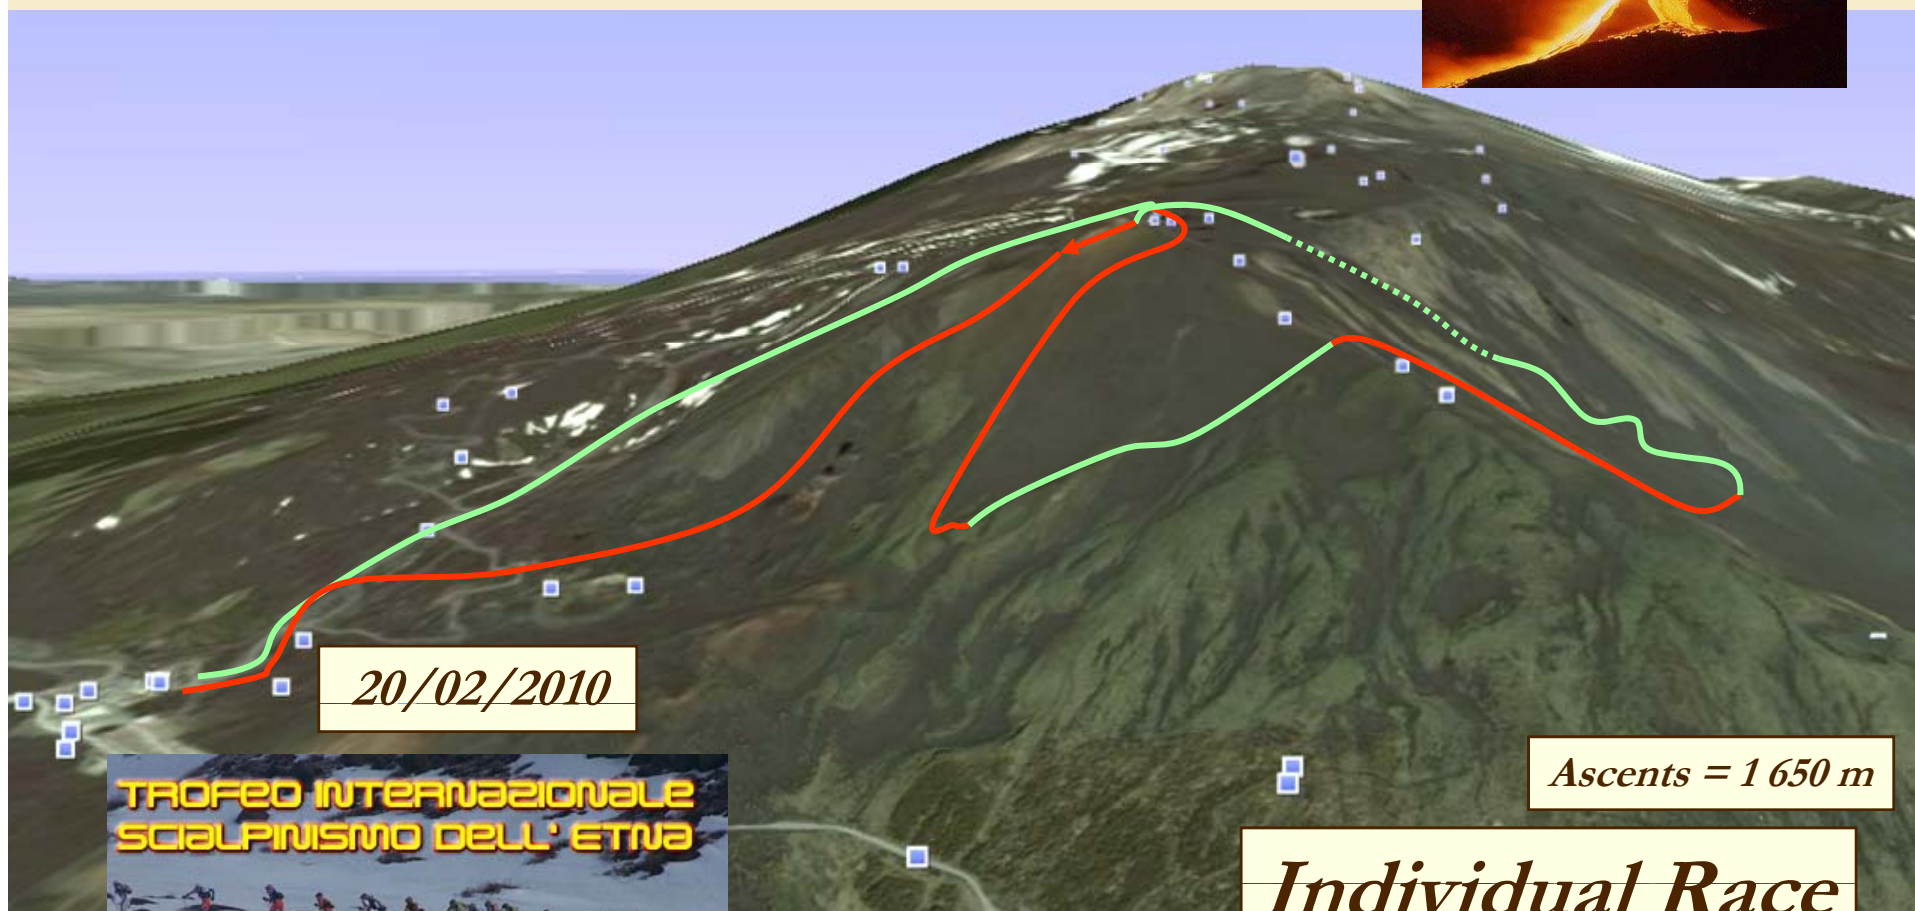 20/02/2010
TROFEO INTERNAZIONALE
SCIALPINISMO DELL' ETNA
Ascents = 1 650 m
Individual Race